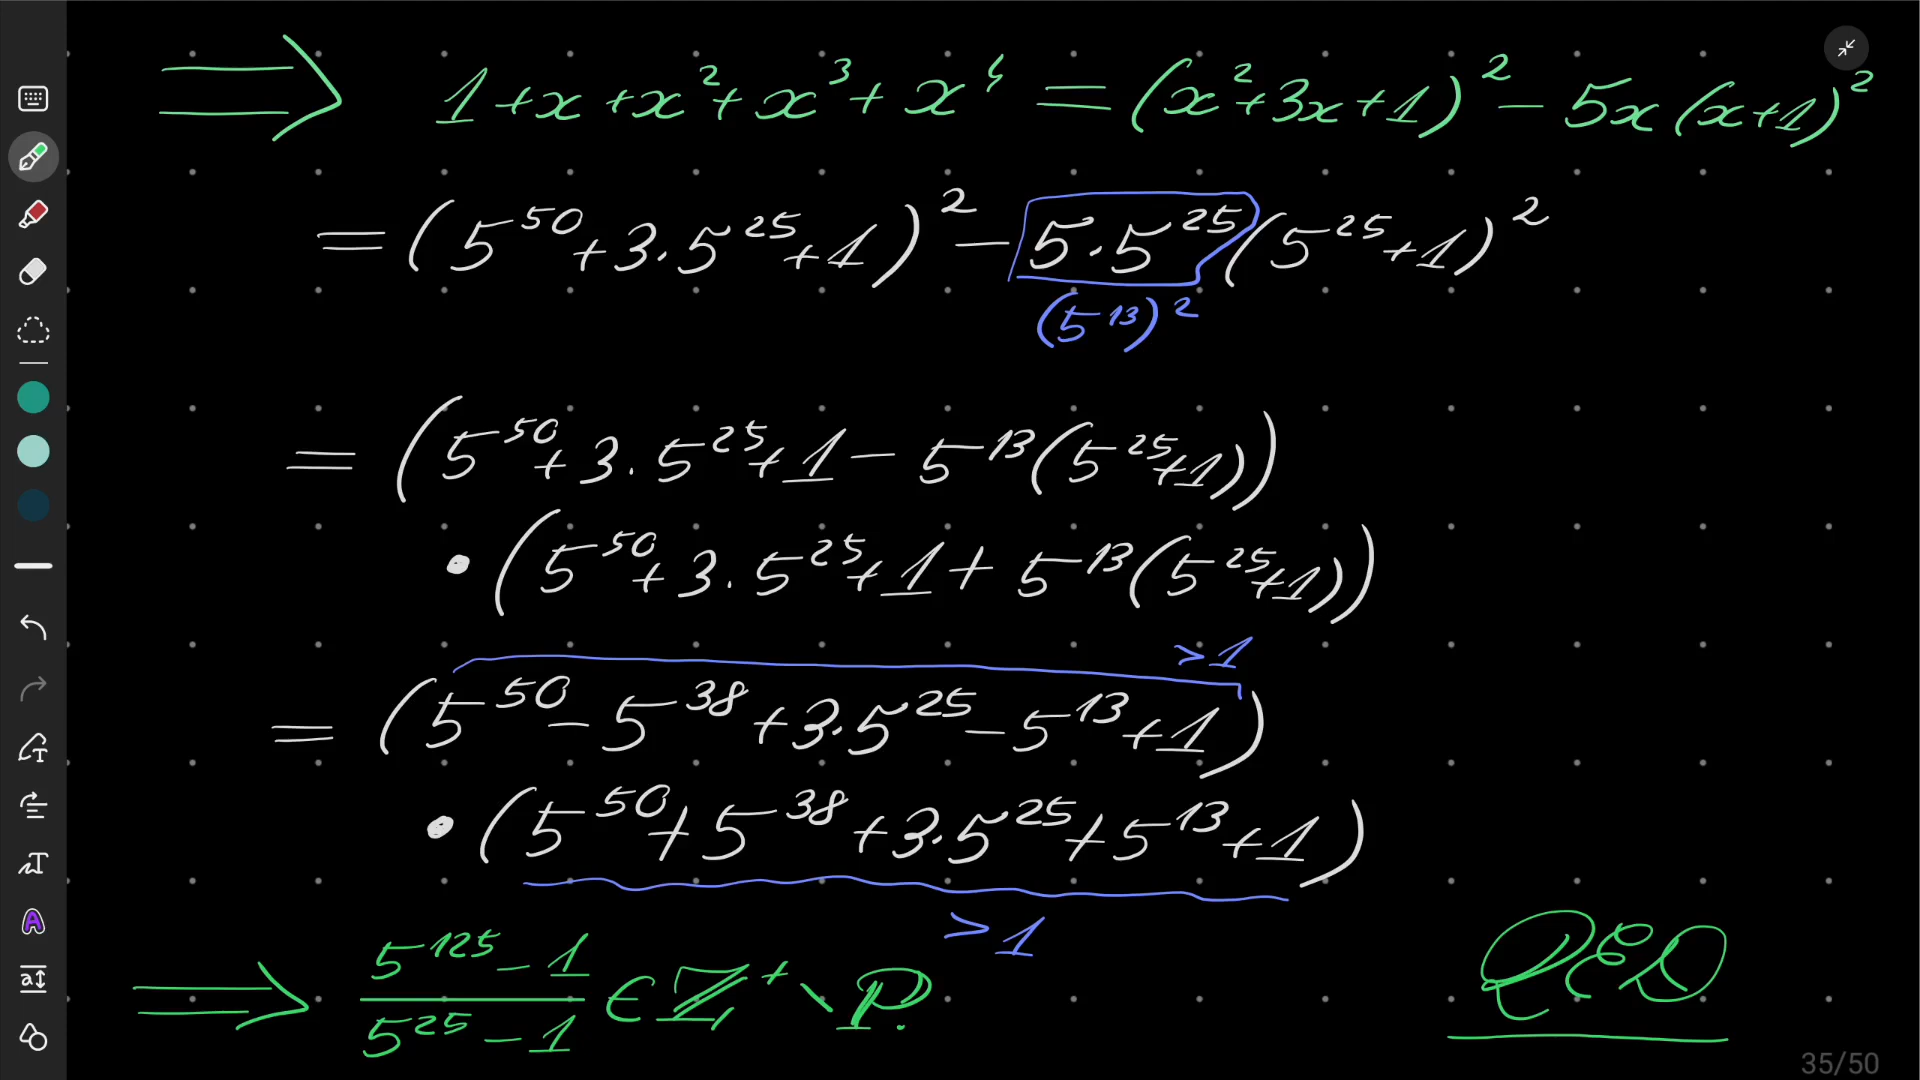 ⟹ 1+x+x²+x³+x⁴ = (x²+3x+1)² - 5x(x+1)²
= (5⁵⁰+3·5²⁵+1)² - 5·5²⁵(5²⁵+1)²
(5¹³)²
= (5⁵⁰+3·5²⁵+1-5¹³(5²⁵+1))
·(5⁵⁰+3·5²⁵+1+5¹³(5²⁵+1))
>1
= (5⁵⁰-5³⁸+3·5²⁵-5¹³+1)
·(5⁵⁰+5³⁸+3·5²⁵+5¹³+1)
>1
⟹ (5¹²⁵-1)/(5²⁵-1) ∈ ℤ⁺∖ℙ.
QED
35/50